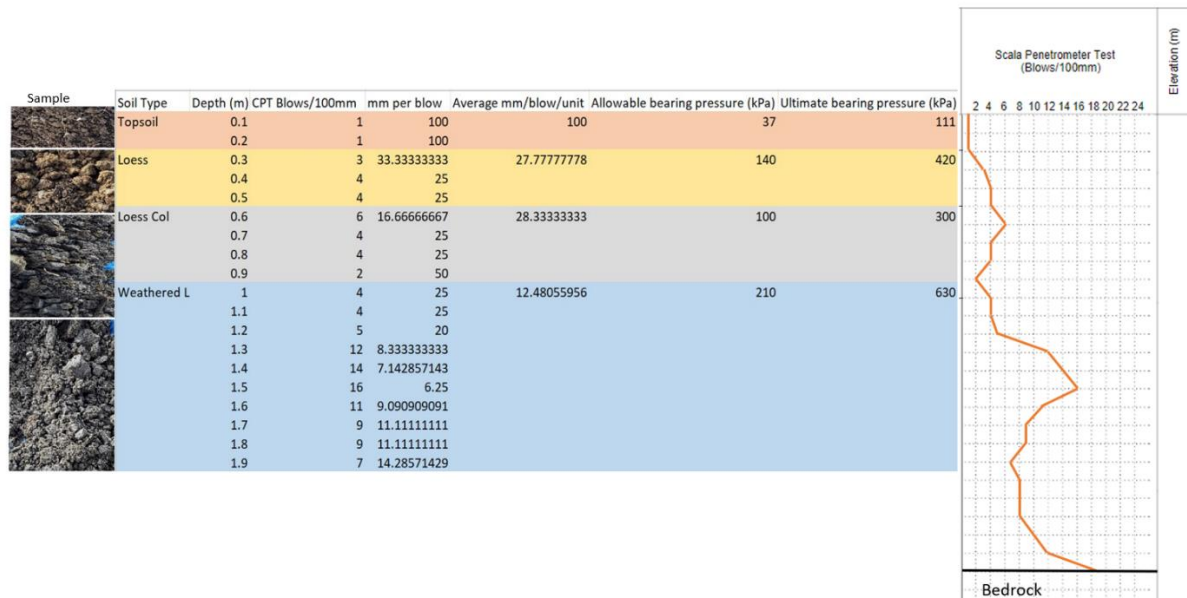 Sample
Soil Type Depth (m) CPT Blows/100mm mm per blow Average mm/blow/unit Allowable bearing pressure (kPa) Ultimate bearing pressure (kPa)
Topsoil 0.1 1 100 100 37 111
0.2 1 100
Loess 0.3 3 33.33333333 27.77777778 140 420
0.4 4 25
0.5 4 25
Loess Col 0.6 6 16.66666667 28.33333333 100 300
0.7 4 25
0.8 4 25
0.9 2 50
Weathered L 1 4 25 12.48055956 210 630
1.1 4 25
1.2 5 20
1.3 12 8.333333333
1.4 14 7.142857143
1.5 16 6.25
1.6 11 9.090909091
1.7 9 11.11111111
1.8 9 11.11111111
1.9 7 14.28571429
Scala Penetrometer Test
(Blows/100mm)
2 4 6 8 10 12 14 16 18 20 22 24
Elevation (m)
Bedrock